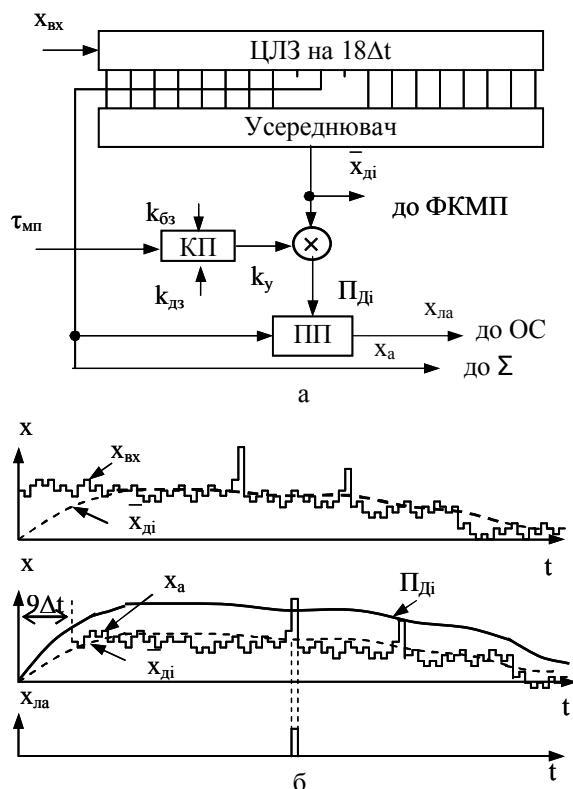 x_вх
ЦЛЗ на 18Δt
Усереднювач
x̅_ді
до ФКМП
τ_мп
k_бз
КП
k_у
k_дз
П_Ді
ПП
x_ла
до ОС
x_а
до Σ
а
x
x_вх
x̅_ді
t
x
9Δt
x_а
П_Ді
x̅_ді
t
x_ла
t
б